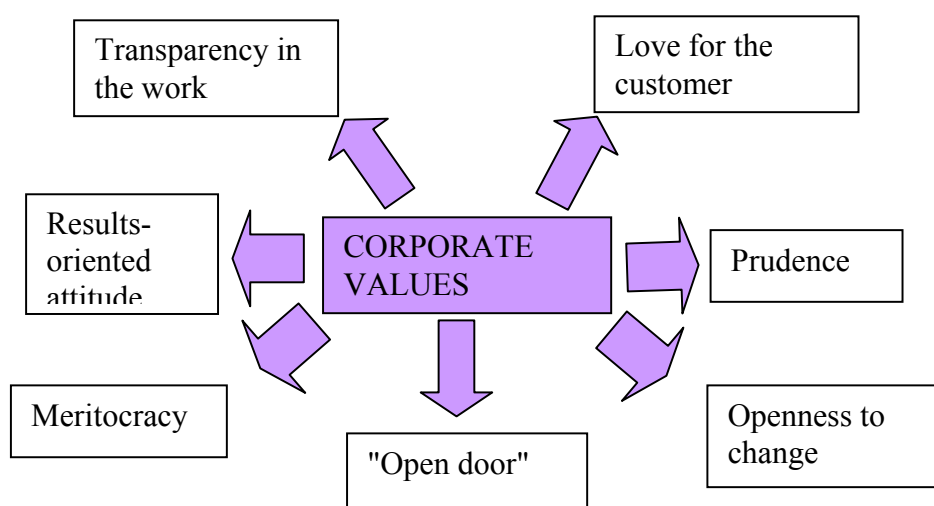 Transparency in
the work
Love for the
customer
Results-
oriented
attitude
CORPORATE
VALUES
Prudence
Meritocracy
"Open door"
Openness to
change